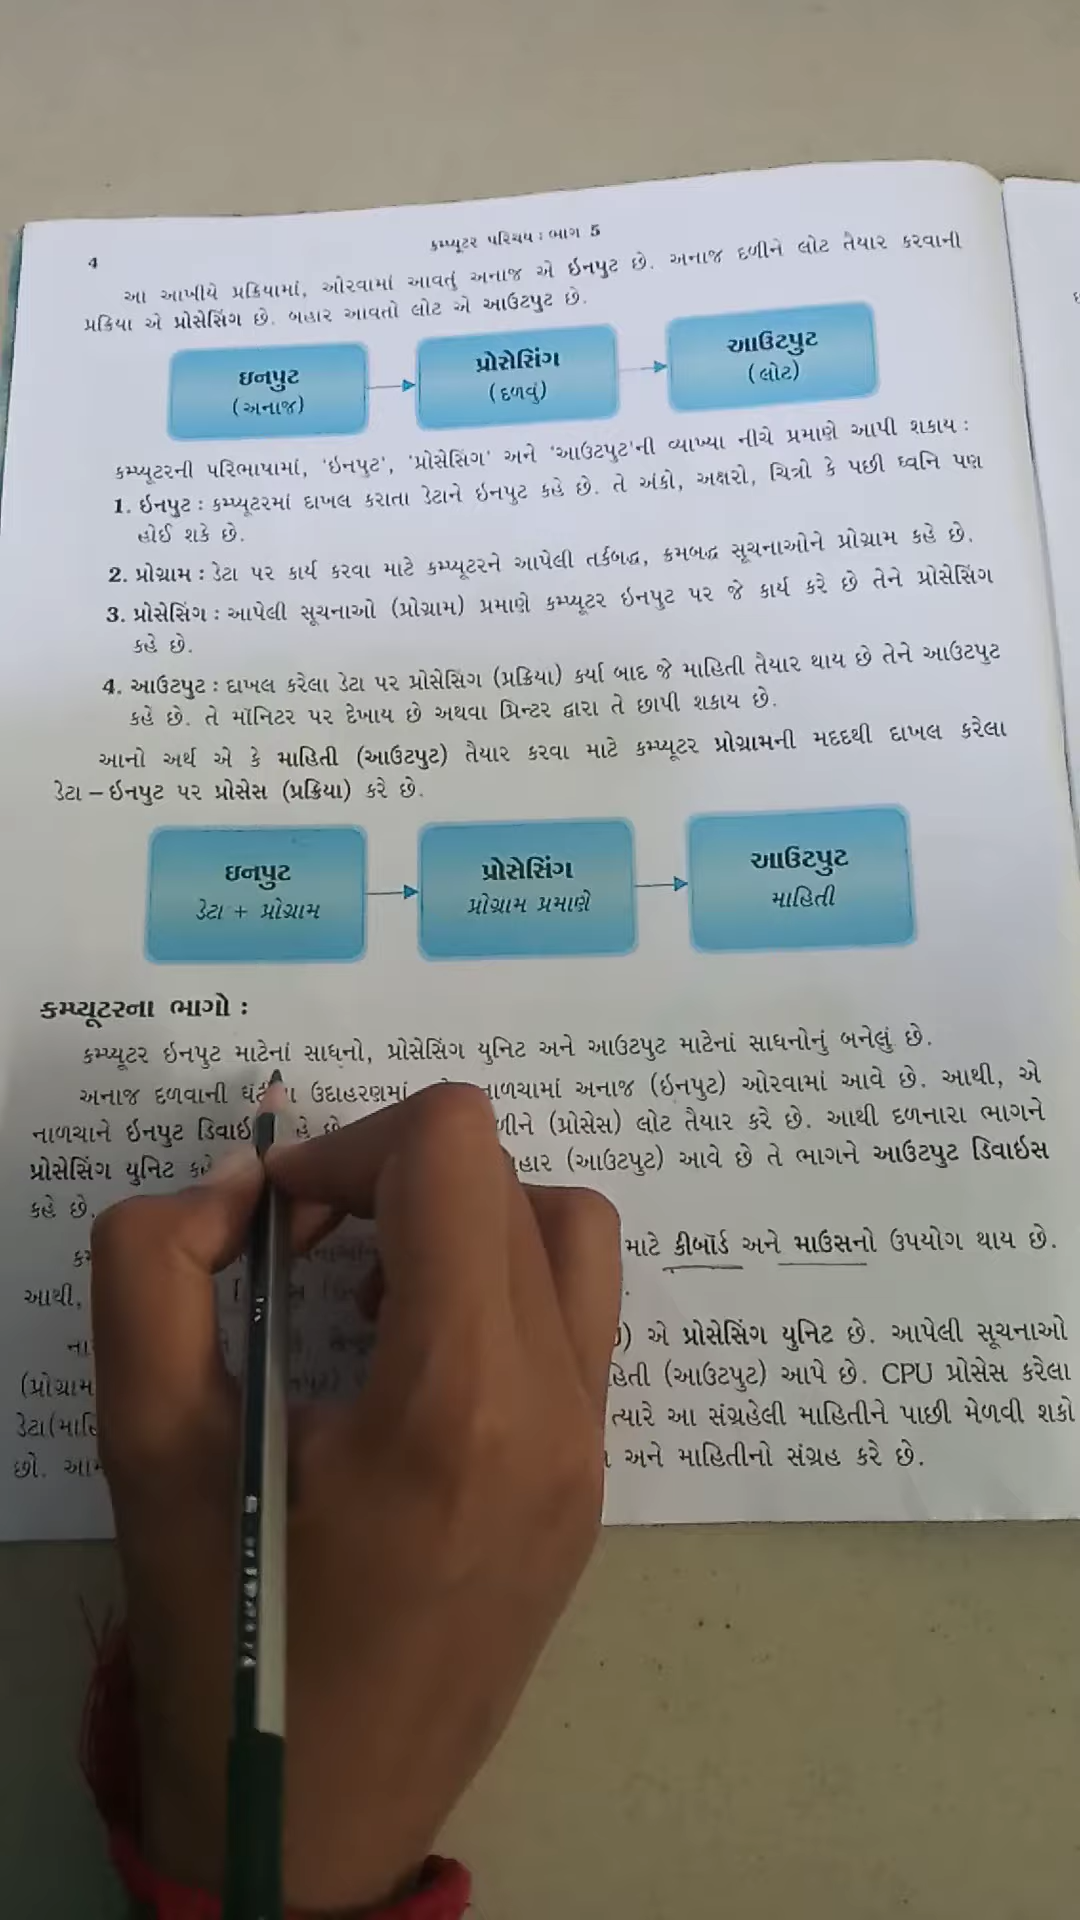 4
કમ્પ્યૂટર પરિચય : ભાગ 5
આ આખીયે પ્રક્રિયામાં, ઓરવામાં આવતું અનાજ એ ઇનપુટ છે. અનાજ દળીને લોટ તૈયાર કરવાની
પ્રક્રિયા એ પ્રોસેસિંગ છે. બહાર આવતો લોટ એ આઉટપુટ છે.
ઇનપુટ
(અનાજ)
પ્રોસેસિંગ
(દળવું)
આઉટપુટ
(લોટ)
કમ્પ્યૂટરની પરિભાષામાં, 'ઇનપુટ', 'પ્રોસેસિંગ' અને 'આઉટપુટ'ની વ્યાખ્યા નીચે પ્રમાણે આપી શકાય :
1. ઇનપુટ : કમ્પ્યૂટરમાં દાખલ કરાતા ડેટાને ઇનપુટ કહે છે. તે અંકો, અક્ષરો, ચિત્રો કે પછી ધ્વનિ પણ
હોઈ શકે છે.
2. પ્રોગ્રામ : ડેટા પર કાર્ય કરવા માટે કમ્પ્યૂટરને આપેલી તર્કબદ્ધ, ક્રમબદ્ધ સૂચનાઓને પ્રોગ્રામ કહે છે.
3. પ્રોસેસિંગ : આપેલી સૂચનાઓ (પ્રોગ્રામ) પ્રમાણે કમ્પ્યૂટર ઇનપુટ પર જે કાર્ય કરે છે તેને પ્રોસેસિંગ
કહે છે.
4. આઉટપુટ : દાખલ કરેલા ડેટા પર પ્રોસેસિંગ (પ્રક્રિયા) કર્યા બાદ જે માહિતી તૈયાર થાય છે તેને આઉટપુટ
કહે છે. તે મૉનિટર પર દેખાય છે અથવા પ્રિન્ટર દ્વારા તે છાપી શકાય છે.
આનો અર્થ એ કે માહિતી (આઉટપુટ) તૈયાર કરવા માટે કમ્પ્યૂટર પ્રોગ્રામની મદદથી દાખલ કરેલા
ડેટા – ઇનપુટ પર પ્રોસેસ (પ્રક્રિયા) કરે છે.
ઇનપુટ
ડેટા + પ્રોગ્રામ
પ્રોસેસિંગ
પ્રોગ્રામ પ્રમાણે
આઉટપુટ
માહિતી
કમ્પ્યૂટરના ભાગો :
કમ્પ્યૂટર ઇનપુટ માટેનાં સાધનો, પ્રોસેસિંગ યુનિટ અને આઉટપુટ માટેનાં સાધનોનું બનેલું છે.
અનાજ દળવાની ઉદાહરણમાં નાળચામાં અનાજ (ઇનપુટ) ઓરવામાં આવે છે. આથી, એ
નાળચાને ઇનપુટ (પ્રોસેસ) લોટ તૈયાર કરે છે. આથી દળનારા ભાગને
પ્રોસેસિંગ યુનિટ (આઉટપુટ) આવે છે તે ભાગને આઉટપુટ ડિવાઇસ
કહે છે.
માટે કીબૉર્ડ અને માઉસનો ઉપયોગ થાય છે.
આથી,
એ પ્રોસેસિંગ યુનિટ છે. આપેલી સૂચનાઓ
(પ્રોગ્રામ (આઉટપુટ) આપે છે. CPU પ્રોસેસ કરેલા
ત્યારે આ સંગ્રહેલી માહિતીને પાછી મેળવી શકો
છો. અને માહિતીનો સંગ્રહ કરે છે.